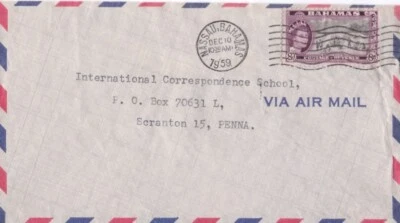 NASSAU, BAHAMAS
DEC 10
1959
BAHAMAS
International Correspondence School,
P. O. Box 70631 L,
VIA AIR MAIL
Scranton 15, PENNA.